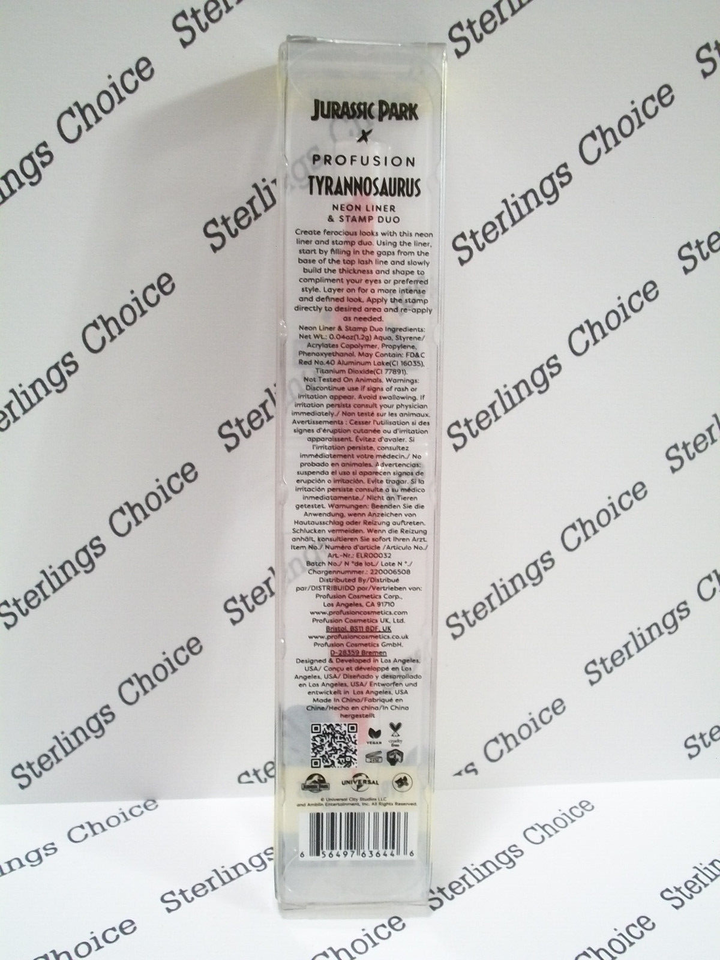 JURASSIC PARK
X
PROFUSION
TYRANNOSAURUS
NEON LINER
& STAMP DUO
Create ferocious looks with this neon
liner and stamp duo. Using the liner,
start by filling in the gaps from the
base of the top lash line and slowly
build the thickness and shape to
compliment your eyes or preferred
style. Layer on for a more intense
and defined look. Apply the stamp
directly to desired area and re-apply
as needed.
Neon Liner & Stamp Duo Ingredients:
Net WT.: 0.04oz(1.2g) Aqua, Styrene/
Acrylates Copolymer, Propylene,
Phenoxyethanol. May Contain: FD&C
Red No.40 Aluminum Lake(CI 16035),
Titanium Dioxide(CI 77891).
Not Tested On Animals. Warnings:
Discontinue use if signs of rash or
irritation appear. Avoid swallowing. If
irritation persists consult your physician
immediately./ Non testé sur les animaux.
Avertissements : Cesser l'utilisation si des
signes d'éruption cutanée ou d'irritation
apparaissent. Évitez d'avaler. Si
l'irritation persiste, consultez
immédiatement votre médecin./ No
probado en animales. Advertencias:
suspenda el uso si aparecen signos de
erupción o irritación. Evite tragar. Si la
irritación persiste consulte a su médico
inmediatamente./ Nicht an Tieren
getestet. Warnungen: Beenden Sie die
Anwendung, wenn Anzeichen von
Hautausschlag oder Reizung auftreten.
Schlucken vermeiden. Wenn die Reizung
anhält, konsultieren Sie sofort Ihren Arzt.
Item No./ Numéro d'article /Artículo No./
Art.-Nr.: ELR00032
Batch No./ N °de lot./ Lote N °./
Chargennummer.: 220006508
Distributed By/Distribué
par/DISTRIBUIDO por/Vertrieben von:
Profusion Cosmetics Corp.,
Los Angeles, CA 91710
www.profusioncosmetics.com
Profusion Cosmetics UK, Ltd.
Bristol, BS11 8DF, UK
www.profusioncosmetics.co.uk
Profusion Cosmetics GmbH.
D-28359 Bremen
Designed & Developed in Los Angeles,
USA/ Conçu et développé en Los
Angeles, USA/ Diseñado y desarrollado
en Los Angeles, USA/ Entworfen und
entwickelt in Los Angeles, USA
Made In China/Fabriqué en
Chine/Hecho en china/In China
hergestellt
VEGAN
UNIVERSAL
© Universal City Studios LLC
and Amblin Entertainment, Inc. All Rights Reserved.
6 56497 63644 6
Sterlings Choice
Sterlings Choice
Sterlings Choice
Sterlings Choice
Sterlings Choice
Sterlings Choice
Sterlings Choice
Sterlings Choice
Sterlings Choice
Sterlings Choice